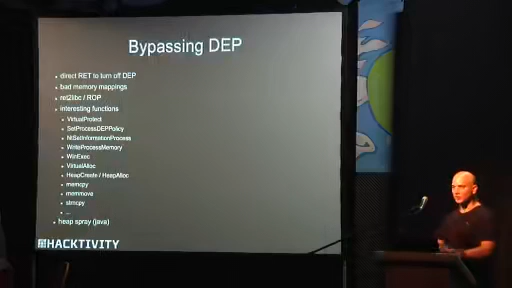 Bypassing DEP
direct RET to turn off DEP
bad memory mappings
ret2libc / ROP
interesting functions
VirtualProtect
SetProcessDEPPolicy
NtSetInformationProcess
WriteProcessMemory
WinExec
VirtualAlloc
HeapCreate / HeapAlloc
memcpy
memmove
strncpy
...
heap spray (java)
#HACKTIVITY